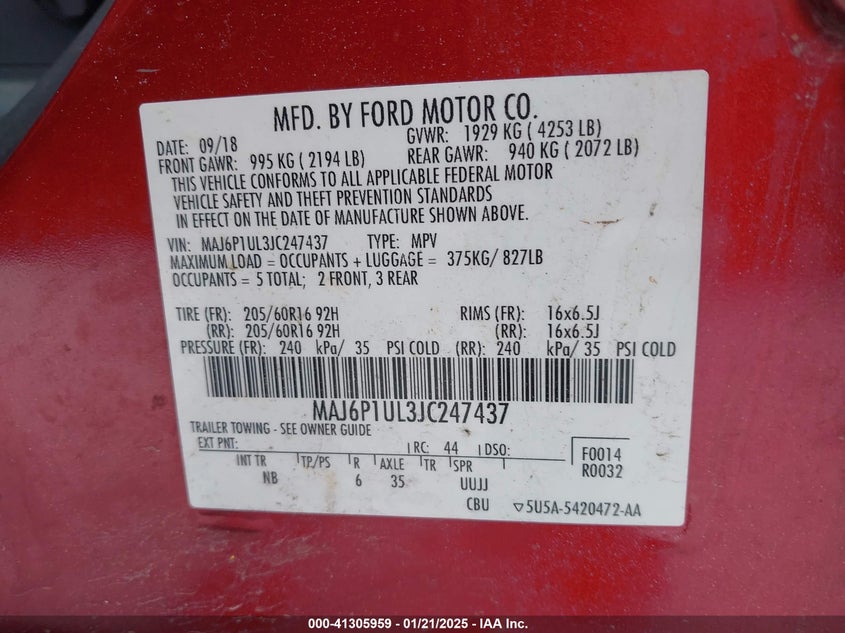 MFD. BY FORD MOTOR CO.
DATE: 09/18 GVWR: 1929 KG ( 4253 LB)
FRONT GAWR: 995 KG ( 2194 LB) REAR GAWR: 940 KG ( 2072 LB)
THIS VEHICLE CONFORMS TO ALL APPLICABLE FEDERAL MOTOR
VEHICLE SAFETY AND THEFT PREVENTION STANDARDS
IN EFFECT ON THE DATE OF MANUFACTURE SHOWN ABOVE.
VIN: MAJ6P1UL3JC247437 TYPE: MPV
MAXIMUM LOAD = OCCUPANTS + LUGGAGE = 375KG/ 827LB
OCCUPANTS = 5 TOTAL; 2 FRONT, 3 REAR
TIRE (FR): 205/60R16 92H RIMS (FR): 16x6.5J
(RR): 205/60R16 92H (RR): 16x6.5J
PRESSURE (FR): 240 kPa/ 35 PSI COLD (RR): 240 kPa/ 35 PSI COLD
MAJ6P1UL3JC247437
TRAILER TOWING - SEE OWNER GUIDE
EXT PNT: RC: 44 DSO: F0014
INT TR TP/PS R AXLE TR SPR R0032
NB 6 35 UUJJ
CBU ▽5U5A-5420472-AA
000-41305959 - 01/21/2025 - IAA Inc.